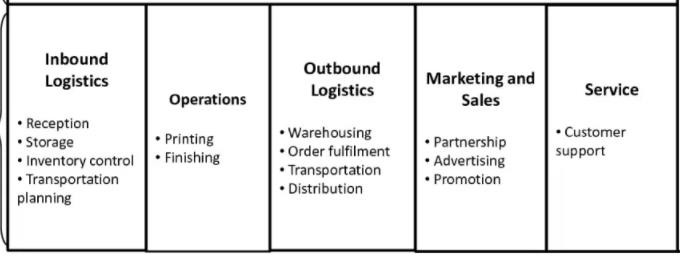 Inbound
Logistics
• Reception
• Storage
• Inventory control
• Transportation
planning
Operations
• Printing
• Finishing
Outbound
Logistics
• Warehousing
• Order fulfilment
• Transportation
• Distribution
Marketing and
Sales
• Partnership
• Advertising
• Promotion
Service
• Customer
support